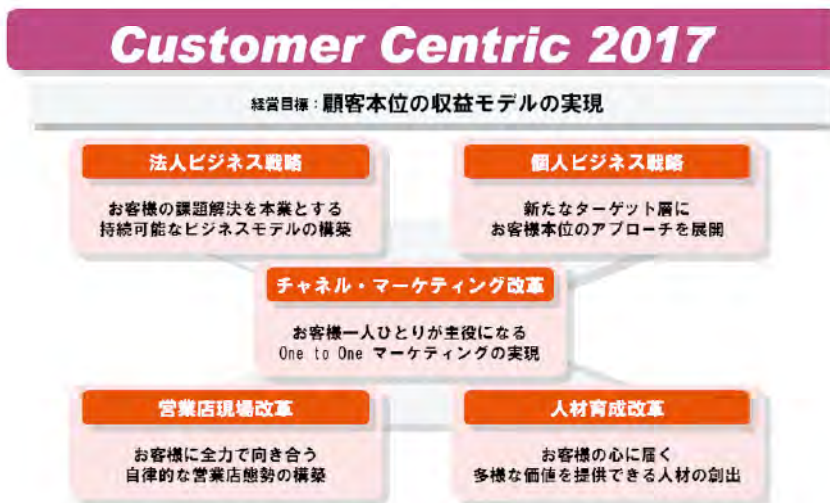 Customer Centric 2017
経営目標：顧客本位の収益モデルの実現
法人ビジネス戦略
お客様の課題解決を本業とする
持続可能なビジネスモデルの構築
個人ビジネス戦略
新たなターゲット層に
お客様本位のアプローチを展開
チャネル・マーケティング改革
お客様一人ひとりが主役になる
One to One マーケティングの実現
営業店現場改革
お客様に全力で向き合う
自律的な営業店態勢の構築
人材育成改革
お客様の心に届く
多様な価値を提供できる人材の創出